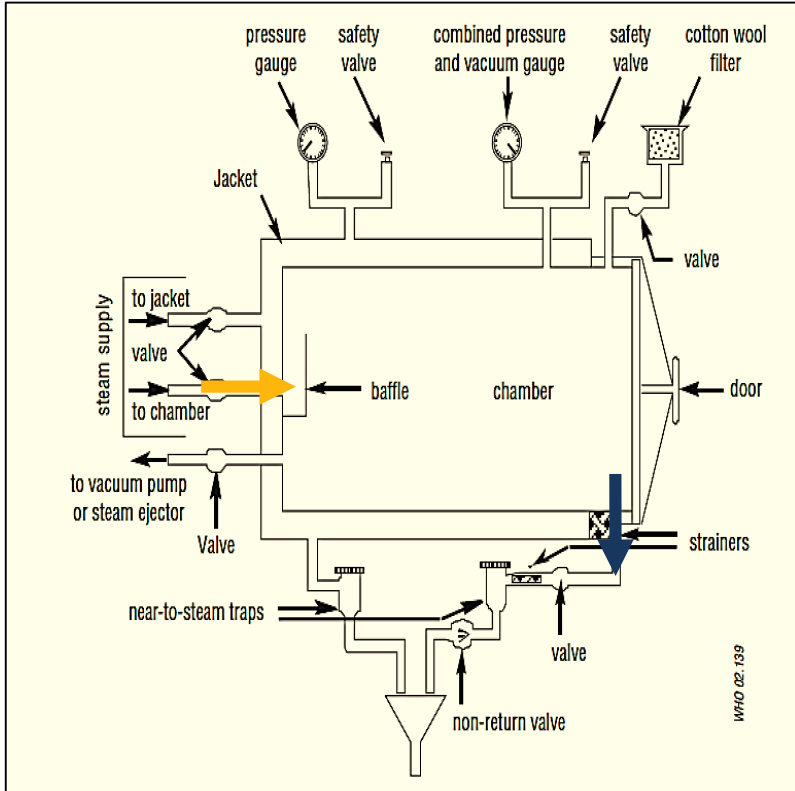 pressure
gauge
safety
valve
combined pressure
and vacuum gauge
safety
valve
cotton wool
filter
Jacket
valve
steam supply
to jacket
valve
to chamber
baffle
chamber
door
to vacuum pump
or steam ejector
Valve
strainers
near-to-steam traps
valve
non-return valve
WHO 02.139